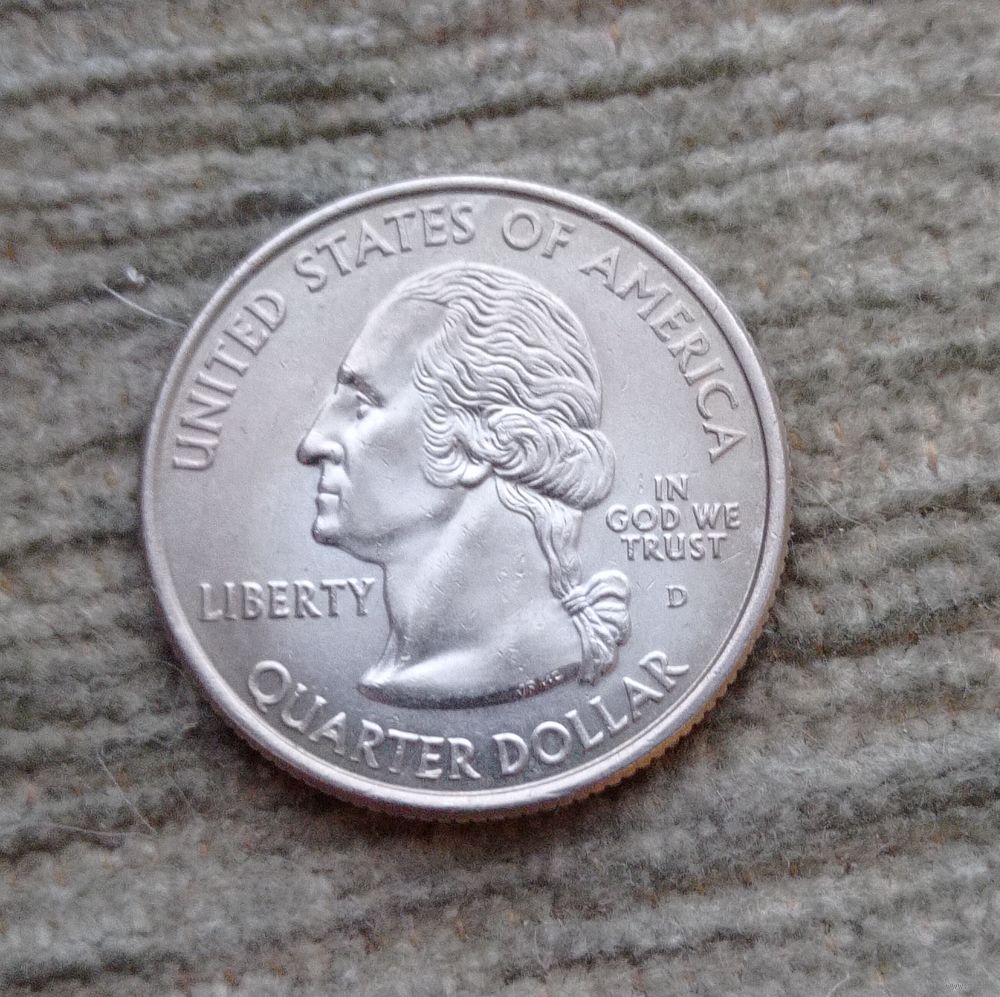 UNITED STATES OF AMERICA
LIBERTY
IN
GOD WE
TRUST
D
QUARTER DOLLAR